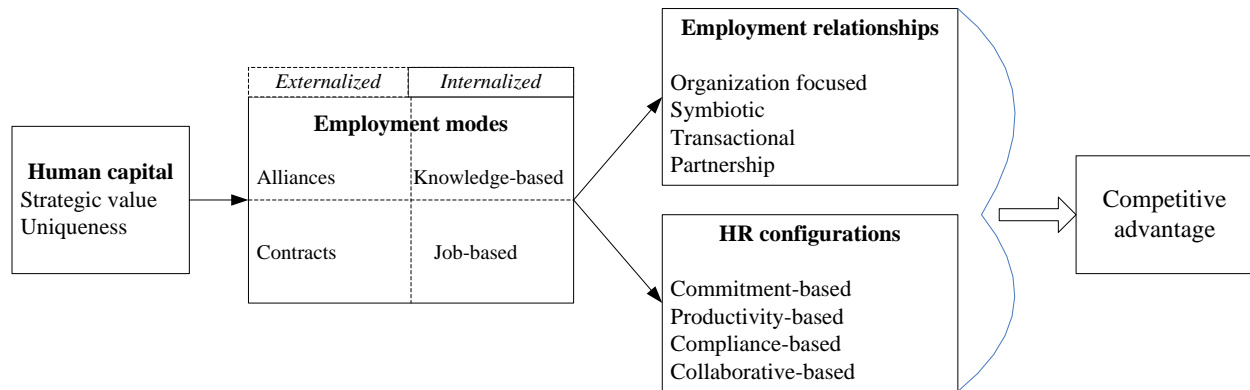 Human capital
Strategic value
Uniqueness
Externalized
Internalized
Employment modes
Alliances
Knowledge-based
Contracts
Job-based
Employment relationships
Organization focused
Symbiotic
Transactional
Partnership
HR configurations
Commitment-based
Productivity-based
Compliance-based
Collaborative-based
Competitive
advantage